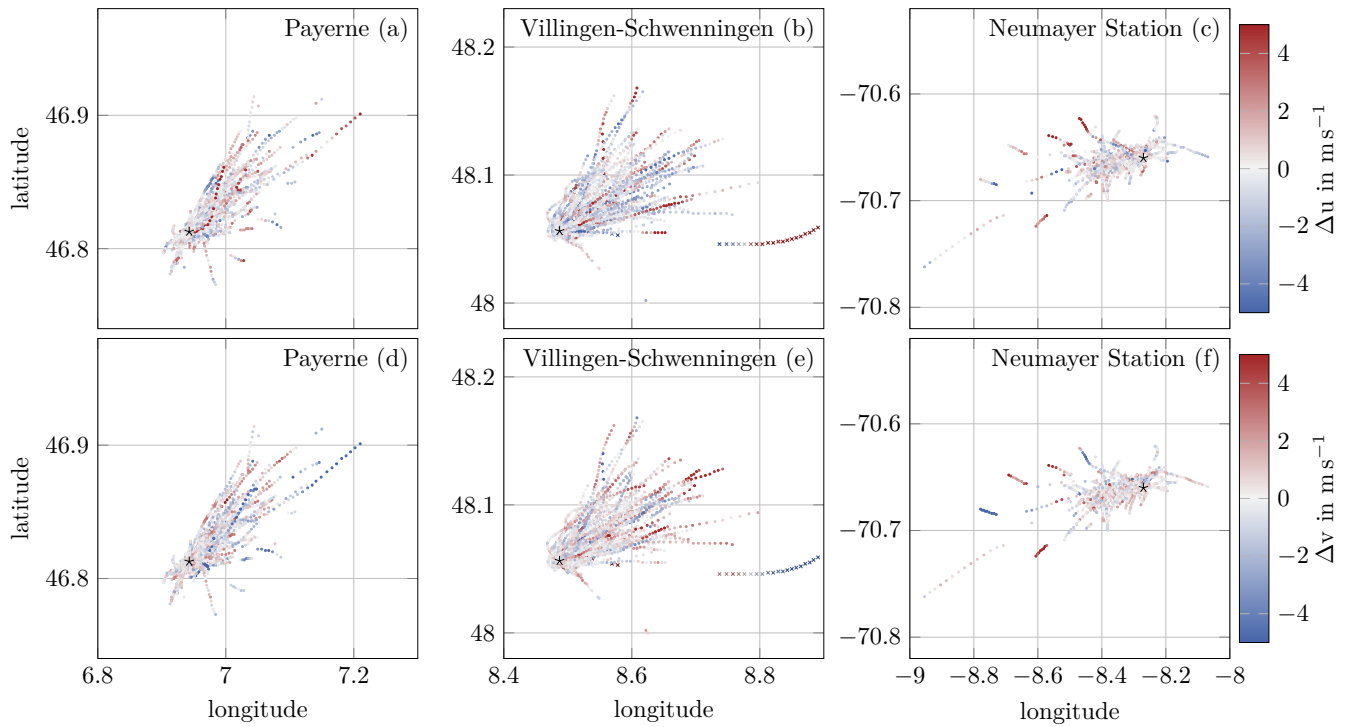 Payerne (a)
Villingen-Schwenningen (b)
Neumayer Station (c)
46.9
46.8
latitude
48.2
48.1
48
−70.6
−70.7
−70.8
4
2
0
−2
−4
Δu in m s⁻¹
Payerne (d)
Villingen-Schwenningen (e)
Neumayer Station (f)
46.9
46.8
latitude
48.2
48.1
48
−70.6
−70.7
−70.8
4
2
0
−2
−4
Δv in m s⁻¹
6.8 7 7.2
8.4 8.6 8.8
−9 −8.8 −8.6 −8.4 −8.2 −8
longitude
longitude
longitude